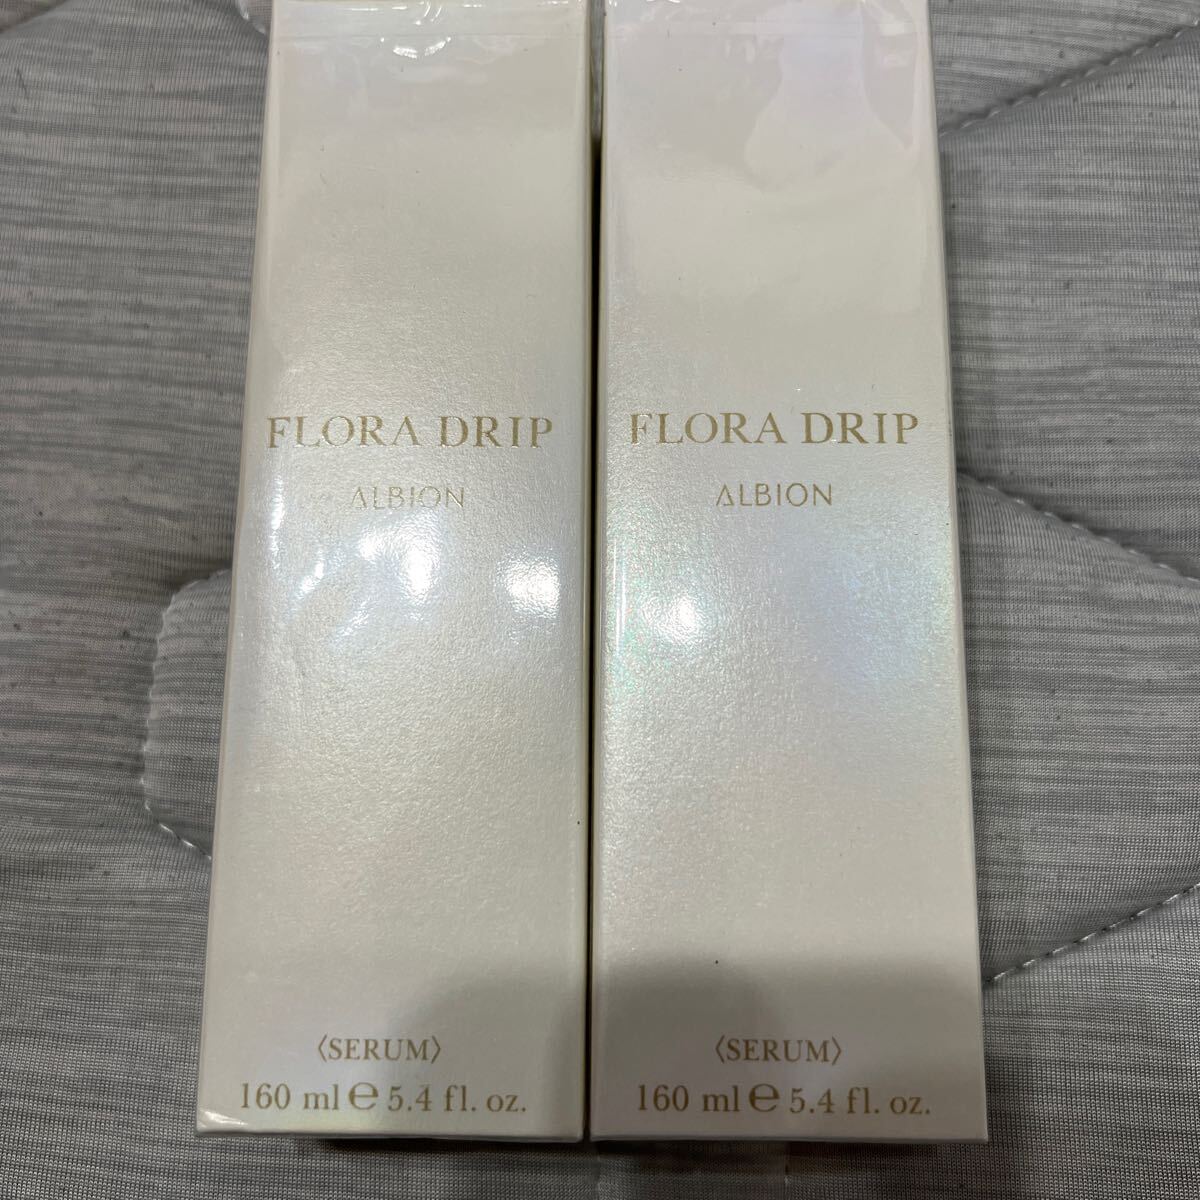 FLORA DRIP
ALBION
〈SERUM〉
160 ml ℮ 5.4 fl. oz.
FLORA DRIP
ALBION
〈SERUM〉
160 ml ℮ 5.4 fl. oz.